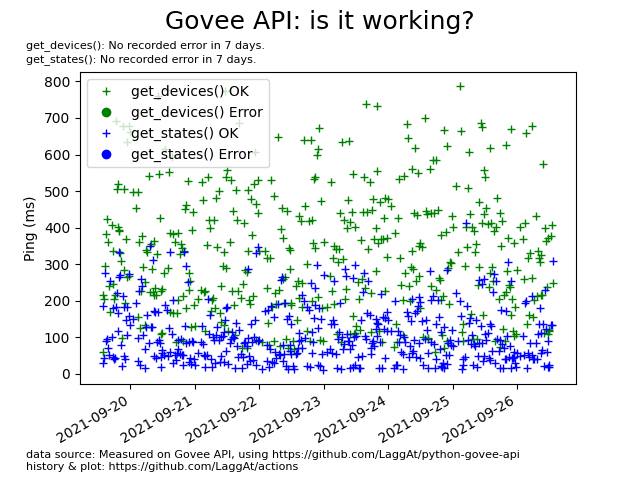 Govee API: is it working?
get_devices(): No recorded error in 7 days.
get_states(): No recorded error in 7 days.
get_devices() OK
get_devices() Error
get_states() OK
get_states() Error
Ping (ms)
800
700
600
500
400
300
200
100
0
2021-09-20
2021-09-21
2021-09-22
2021-09-23
2021-09-24
2021-09-25
2021-09-26
data source: Measured on Govee API, using https://github.com/LaggAt/python-govee-api
history & plot: https://github.com/LaggAt/actions